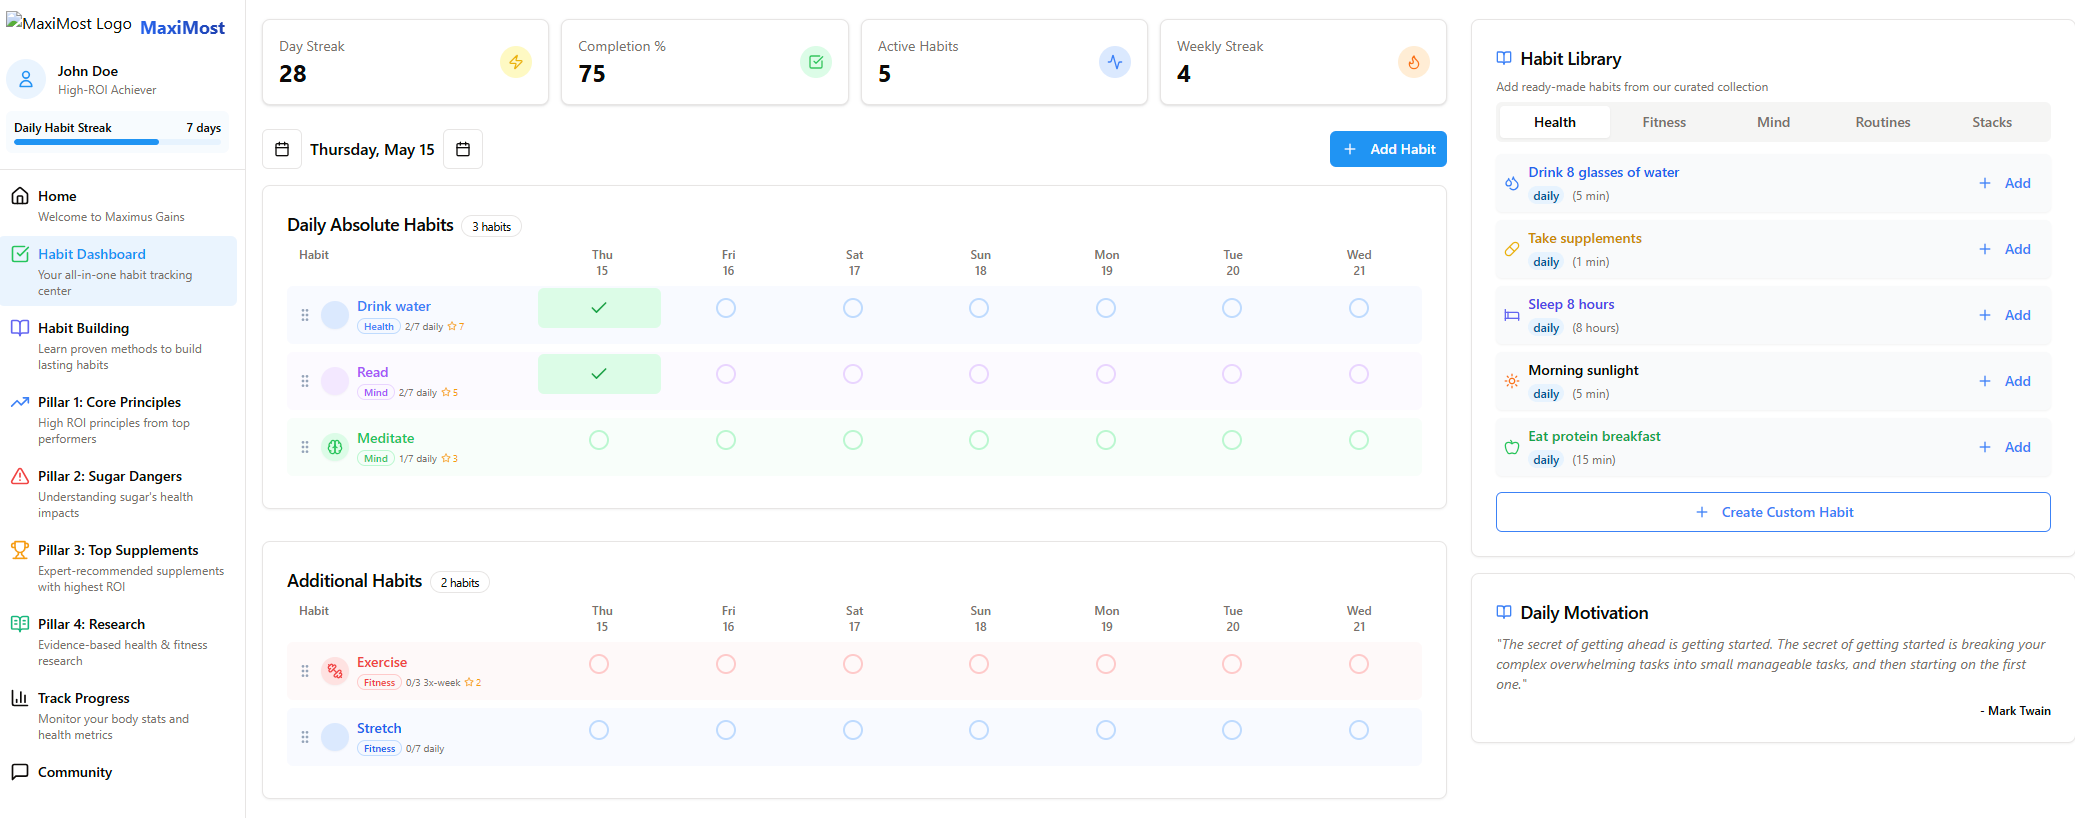 MaxiMost Logo MaxiMost
John Doe
High-ROI Achiever
Daily Habit Streak 7 days
Home
Welcome to Maximus Gains
Habit Dashboard
Your all-in-one habit tracking
center
Habit Building
Learn proven methods to build
lasting habits
Pillar 1: Core Principles
High ROI principles from top
performers
Pillar 2: Sugar Dangers
Understanding sugar's health
impacts
Pillar 3: Top Supplements
Expert-recommended supplements
with highest ROI
Pillar 4: Research
Evidence-based health & fitness
research
Track Progress
Monitor your body stats and
health metrics
Community
Day Streak
28
Completion %
75
Active Habits
5
Weekly Streak
4
Thursday, May 15
+ Add Habit
Daily Absolute Habits 3 habits
Habit Thu Fri Sat Sun Mon Tue Wed
15 16 17 18 19 20 21
Drink water
Health 2/7 daily 7
Read
Mind 2/7 daily 5
Meditate
Mind 1/7 daily 3
Additional Habits 2 habits
Habit Thu Fri Sat Sun Mon Tue Wed
15 16 17 18 19 20 21
Exercise
Fitness 0/3 3x-week 2
Stretch
Fitness 0/7 daily
Habit Library
Add ready-made habits from our curated collection
Health Fitness Mind Routines Stacks
Drink 8 glasses of water
daily (5 min) + Add
Take supplements
daily (1 min) + Add
Sleep 8 hours
daily (8 hours) + Add
Morning sunlight
daily (5 min) + Add
Eat protein breakfast
daily (15 min) + Add
+ Create Custom Habit
Daily Motivation
"The secret of getting ahead is getting started. The secret of getting started is breaking your
complex overwhelming tasks into small manageable tasks, and then starting on the first
one."
- Mark Twain